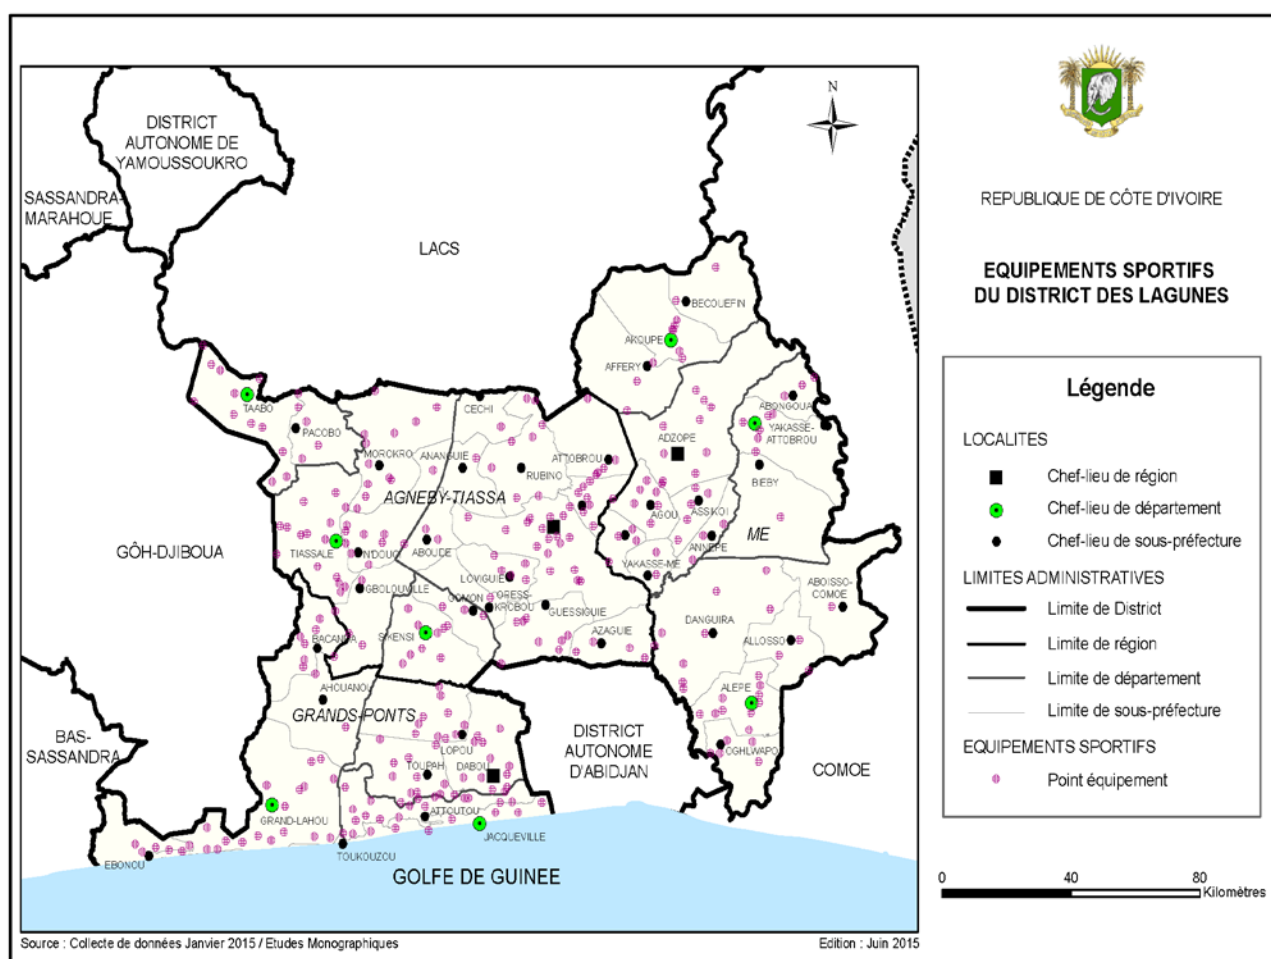 DISTRICT
AUTONOME DE
YAMOUSSOUKRO
SASSANDRA-
MARAHOUE
LACS
N
BECOUEFIN
AKOUPE
AFFERY
TAABO
PACOBO
CECHI
ABONGOUA
YAKASSE-
ATTOBROU
ADZOPE
MOROKRO
ANANGUIE
RUBINO
ATTOBROU
BIEBY
AGNEBY-TIASSA
AGOU
ASSIKOI
ME
GÔH-DJIBOUA
TIASSALE
N'DOUCI
ABOUDE
ANNEPE
YAKASSE-ME
LOVIGUIE
GBOLOUVILLE
GOMON
ORESS-
KROBOU
GUESSIGUIE
ABOISSO-
COMOE
DANGUIRA
ALLOSSO
SIKENSI
AZAGUIE
BACANDA
AHOUANOU
ALEPE
GRANDS-PONTS
BAS-
SASSANDRA
LOPOU
DISTRICT
AUTONOME
D'ABIDJAN
OGHLWAPO
COMOE
TOUPAH
DABOU
GRAND-LAHOU
ATTOUTOU
JACQUEVILLE
EBONOU
TOUKOUZOU
GOLFE DE GUINEE
Source : Collecte de données Janvier 2015 / Etudes Monographiques
Edition : Juin 2015
REPUBLIQUE DE CÔTE D'IVOIRE
EQUIPEMENTS SPORTIFS
DU DISTRICT DES LAGUNES
Légende
LOCALITES
Chef-lieu de région
Chef-lieu de département
Chef-lieu de sous-préfecture
LIMITES ADMINISTRATIVES
Limite de District
Limite de région
Limite de département
Limite de sous-préfecture
EQUIPEMENTS SPORTIFS
Point équipement
0 40 80
Kilomètres